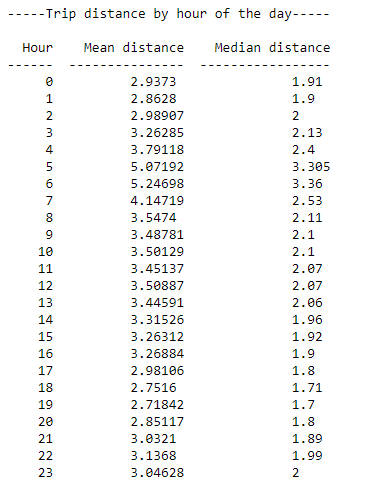 -----Trip distance by hour of the day-----
Hour Mean distance Median distance
------ --------------- -----------------
0 2.9373 1.91
1 2.8628 1.9
2 2.98907 2
3 3.26285 2.13
4 3.79118 2.4
5 5.07192 3.305
6 5.24698 3.36
7 4.14719 2.53
8 3.5474 2.11
9 3.48781 2.1
10 3.50129 2.1
11 3.45137 2.07
12 3.50887 2.07
13 3.44591 2.06
14 3.31526 1.96
15 3.26312 1.92
16 3.26884 1.9
17 2.98106 1.8
18 2.7516 1.71
19 2.71842 1.7
20 2.85117 1.8
21 3.0321 1.89
22 3.1368 1.99
23 3.04628 2